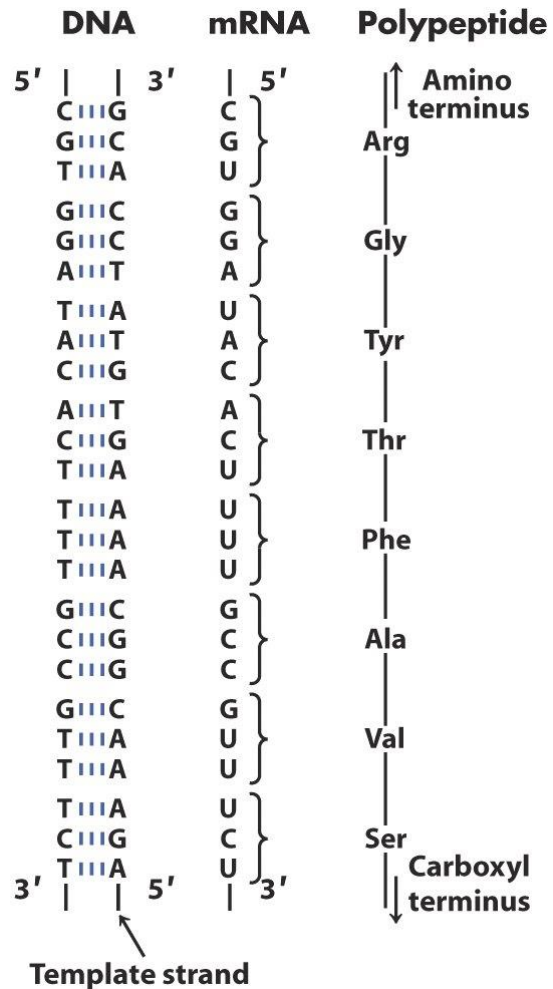 DNA mRNA Polypeptide
5′ 3′ 5′ Amino
C G C terminus
G C G Arg
T A U
G C G
G C G Gly
A T A
T A U
A T A Tyr
C G C
A T A
C G C Thr
T A U
T A U
T A U Phe
T A U
G C G
C G C Ala
C G C
G C G
T A U Val
T A U
T A U
C G C Ser
T A U Carboxyl
3′ 5′ 3′ terminus
Template strand